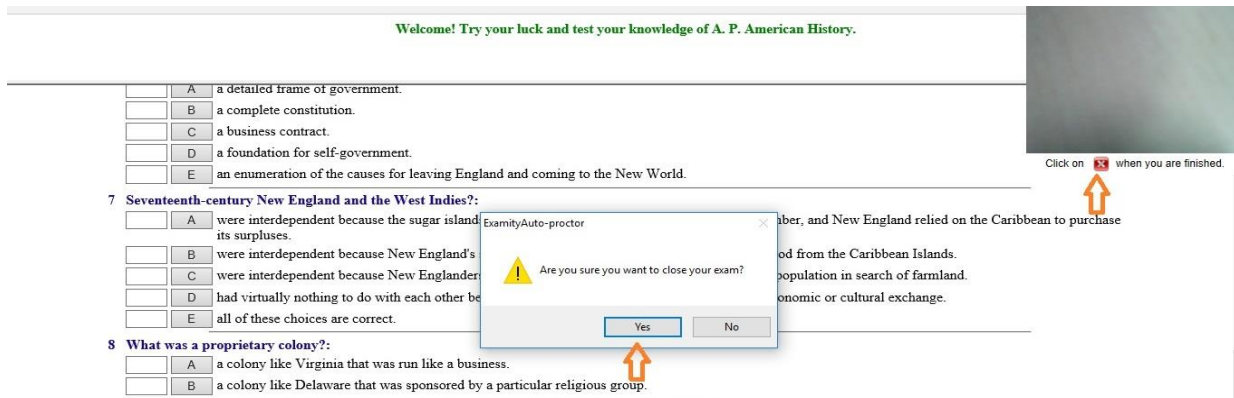 Welcome! Try your luck and test your knowledge of A. P. American History.
A a detailed frame of government.
B a complete constitution.
C a business contract.
D a foundation for self-government.
E an enumeration of the causes for leaving England and coming to the New World.
Click on when you are finished.
7 Seventeenth-century New England and the West Indies?:
A were interdependent because the sugar islands
ber, and New England relied on the Caribbean to purchase
its surpluses.
B were interdependent because New England's
od from the Caribbean Islands.
C were interdependent because New Englander
population in search of farmland.
D had virtually nothing to do with each other be
onomic or cultural exchange.
E all of these choices are correct.
ExamityAuto-proctor
Are you sure you want to close your exam?
Yes No
8 What was a proprietary colony?:
A a colony like Virginia that was run like a business.
B a colony like Delaware that was sponsored by a particular religious group.